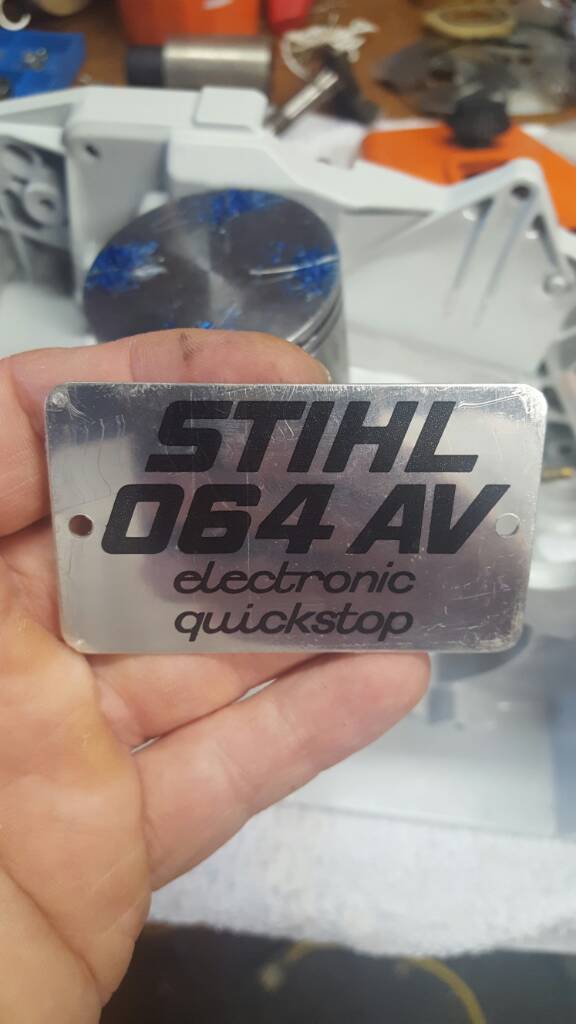 STIHL
064 AV
electronic
quickstop